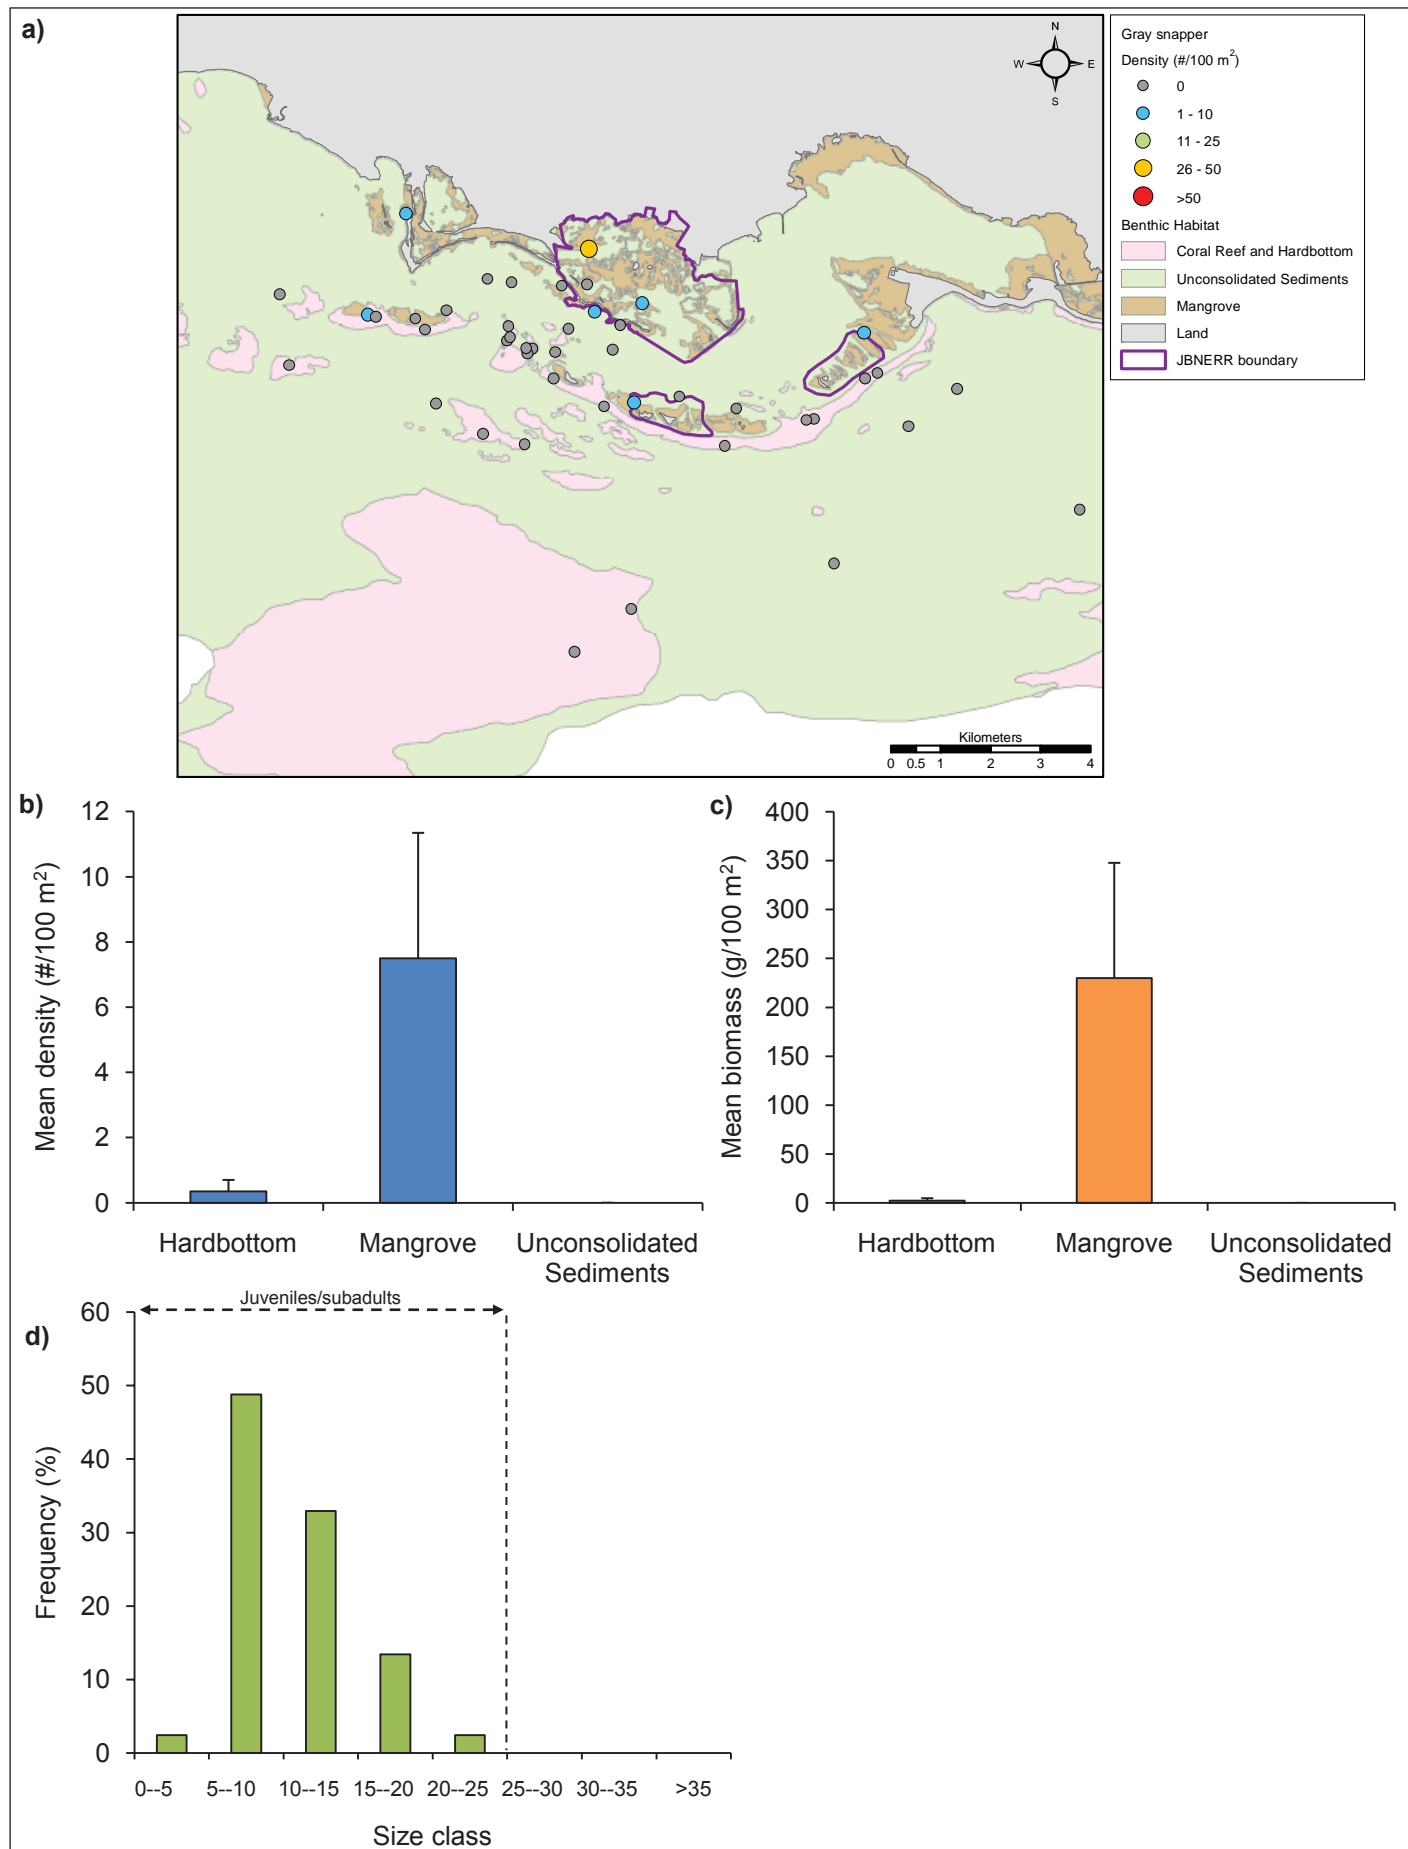 a)
N
W E
S
Gray snapper
Density (#/100 m²)
0
1 - 10
11 - 25
26 - 50
>50
Benthic Habitat
Coral Reef and Hardbottom
Unconsolidated Sediments
Mangrove
Land
JBNERR boundary
Kilometers
0 0.5 1 2 3 4
b)
Mean density (#/100 m²)
12
10
8
6
4
2
0
Hardbottom Mangrove Unconsolidated
Sediments
c)
Mean biomass (g/100 m²)
400
350
300
250
200
150
100
50
0
Hardbottom Mangrove Unconsolidated
Sediments
d)
Juveniles/subadults
Frequency (%)
60
50
40
30
20
10
0
0--5 5--10 10--15 15--20 20--25 25--30 30--35 >35
Size class